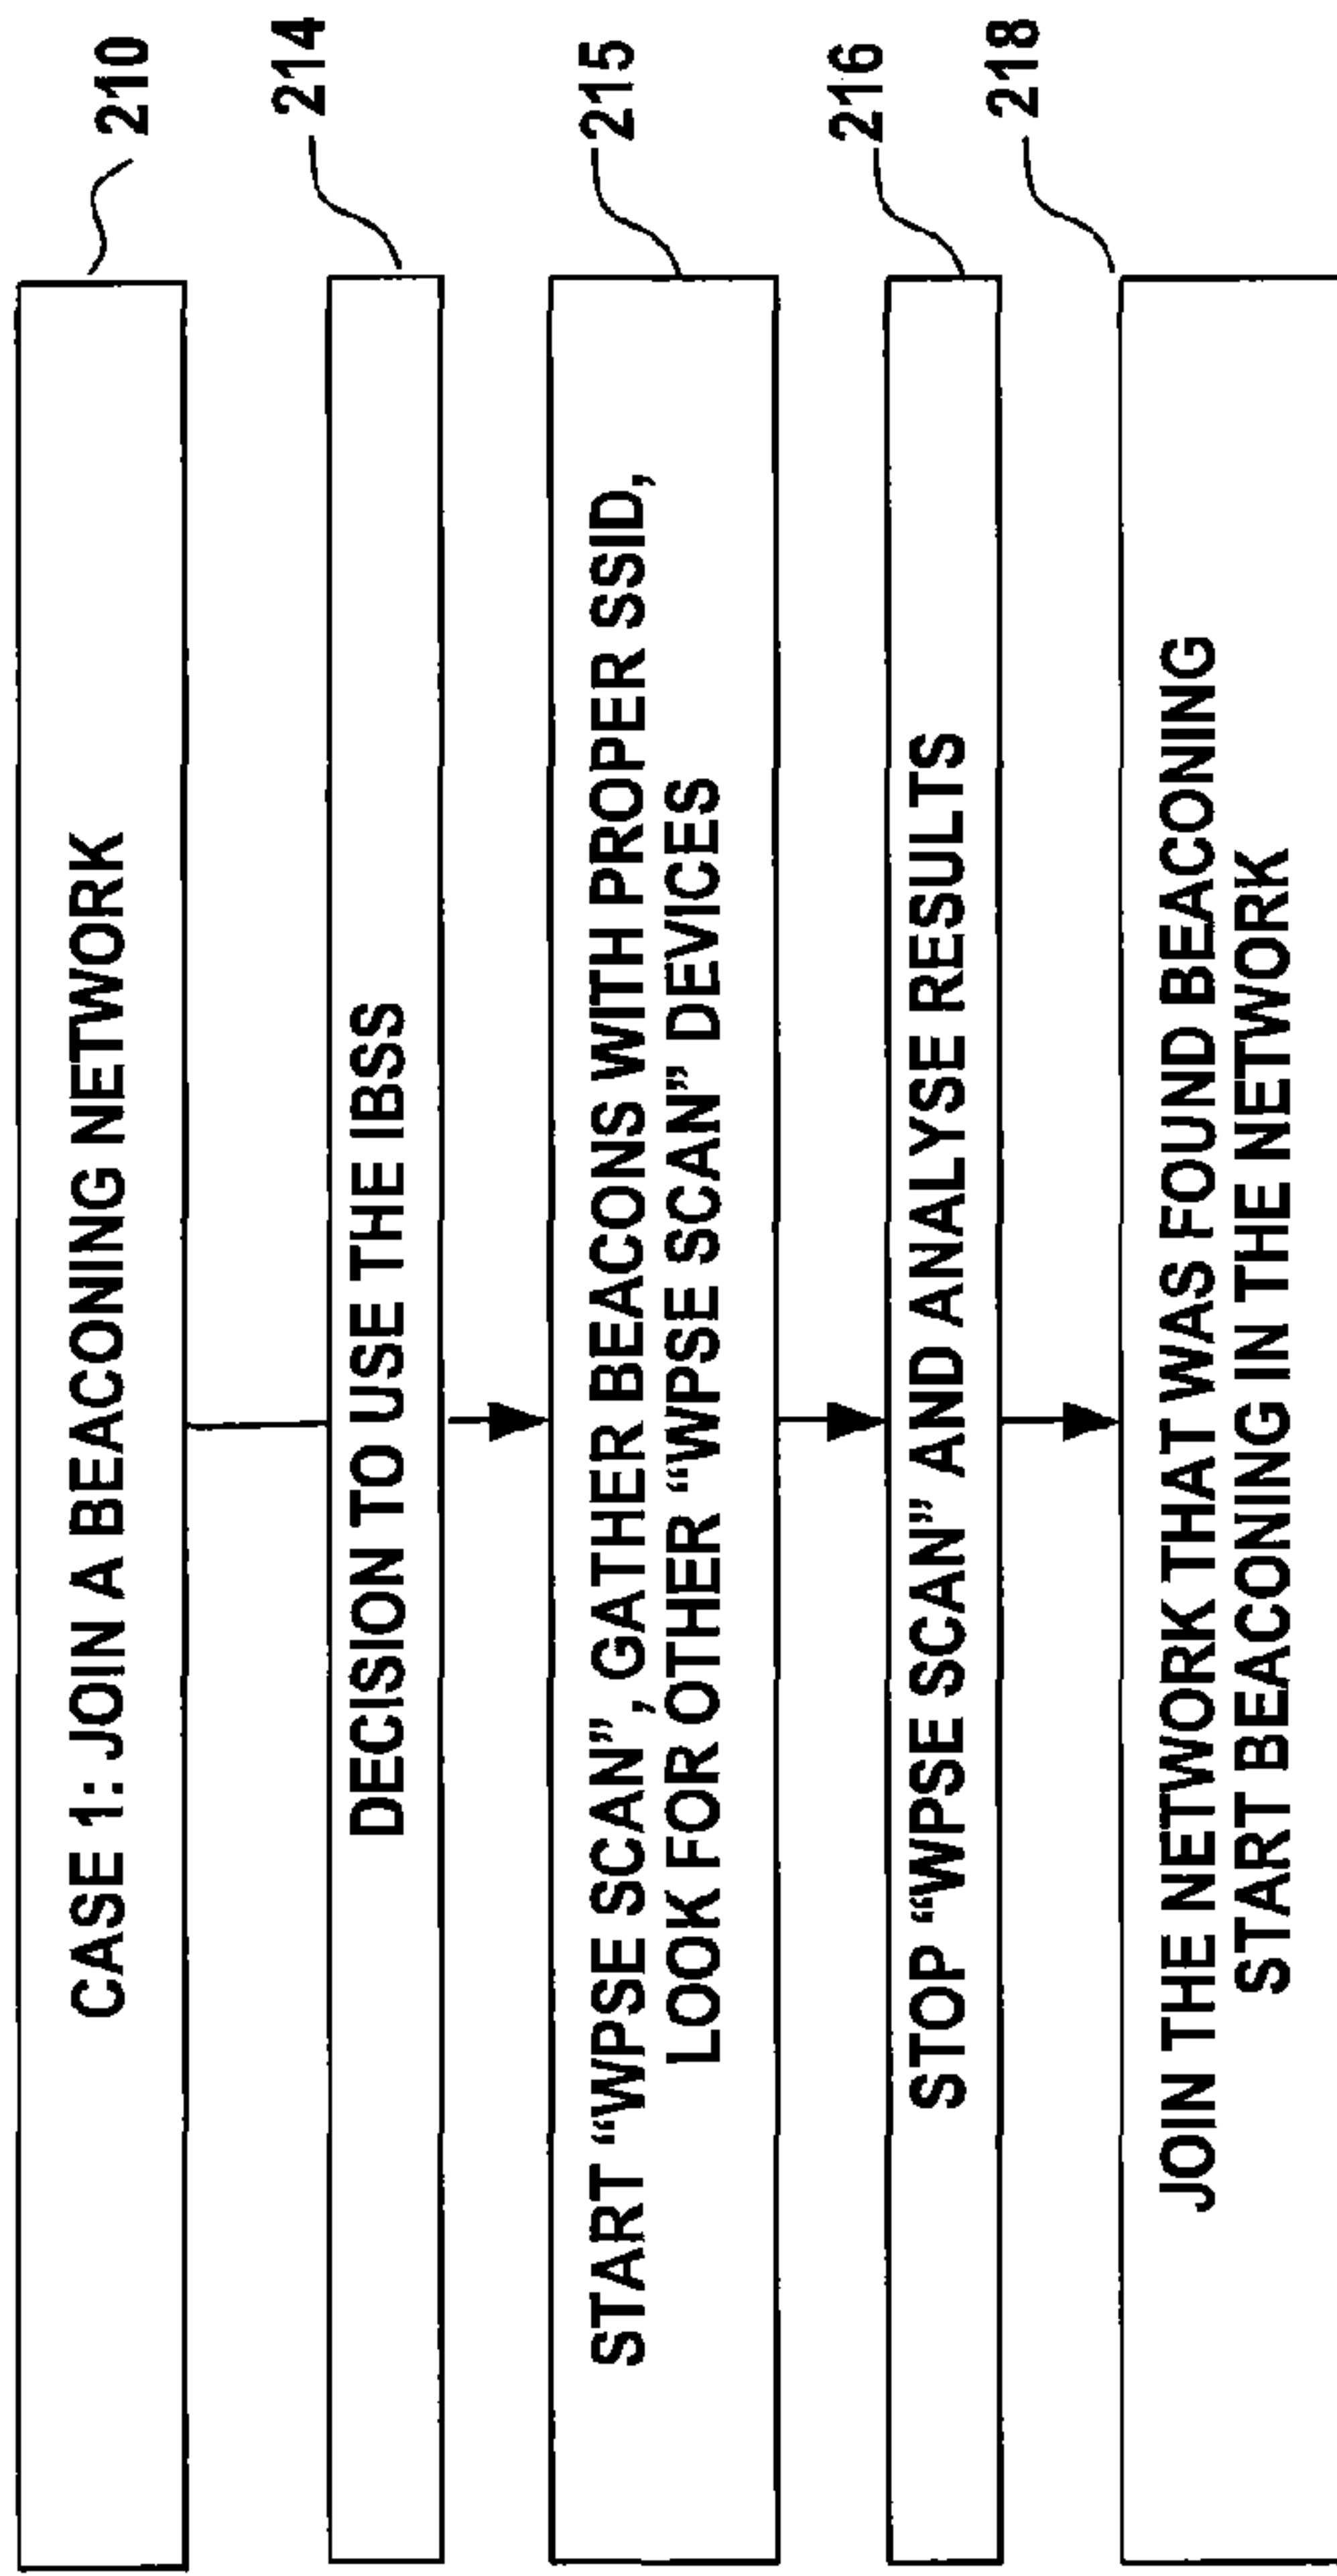 CASE 1: JOIN A BEACONING NETWORK
210
DECISION TO USE THE IBSS
214
START “WPSE SCAN”, GATHER BEACONS WITH PROPER SSID,
LOOK FOR OTHER “WPSE SCAN” DEVICES
215
STOP “WPSE SCAN” AND ANALYSE RESULTS
216
JOIN THE NETWORK THAT WAS FOUND BEACONING
START BEACONING IN THE NETWORK
218